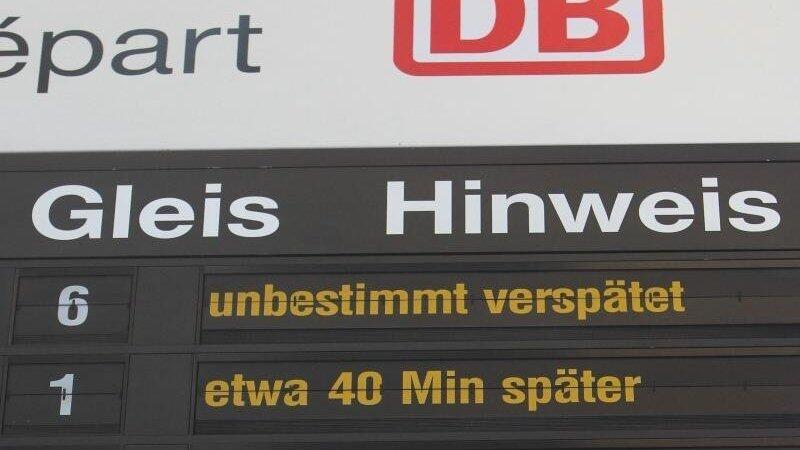 épart
DB
Gleis Hinweis
6 unbestimmt verspätet
1 etwa 40 Min später